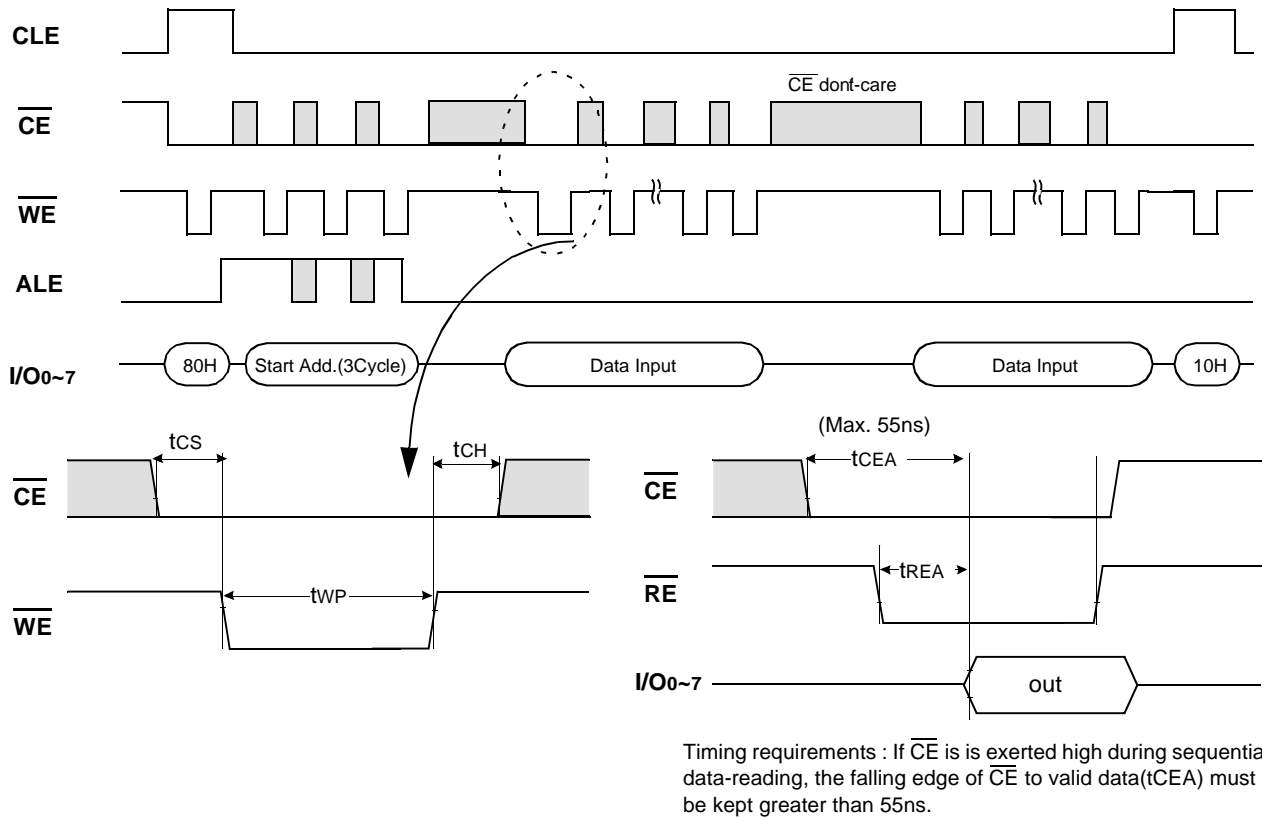 CLE
CE dont-care
CE
WE
ALE
I/O0~7
80H
Start Add.(3Cycle)
Data Input
Data Input
10H
tCS
tCH
CE
tWP
WE
(Max. 55ns)
tCEA
CE
tREA
RE
I/O0~7
out
Timing requirements : If CE is is exerted high during sequentia
data-reading, the falling edge of CE to valid data(tCEA) must
be kept greater than 55ns.